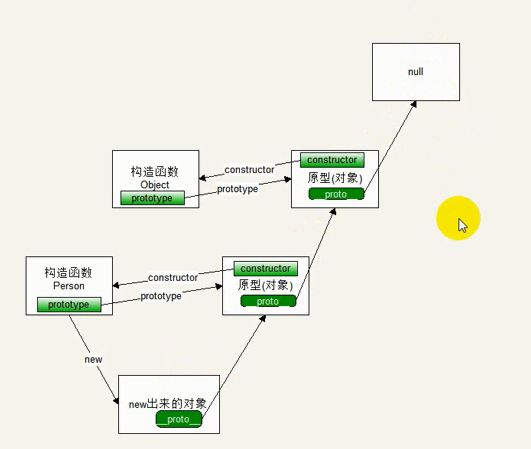 null
构造函数
Object
prototype
constructor
prototype
constructor
原型(对象)
proto
构造函数
Person
prototype
constructor
prototype
constructor
原型(对象)
proto
new
new出来的对象
__proto__